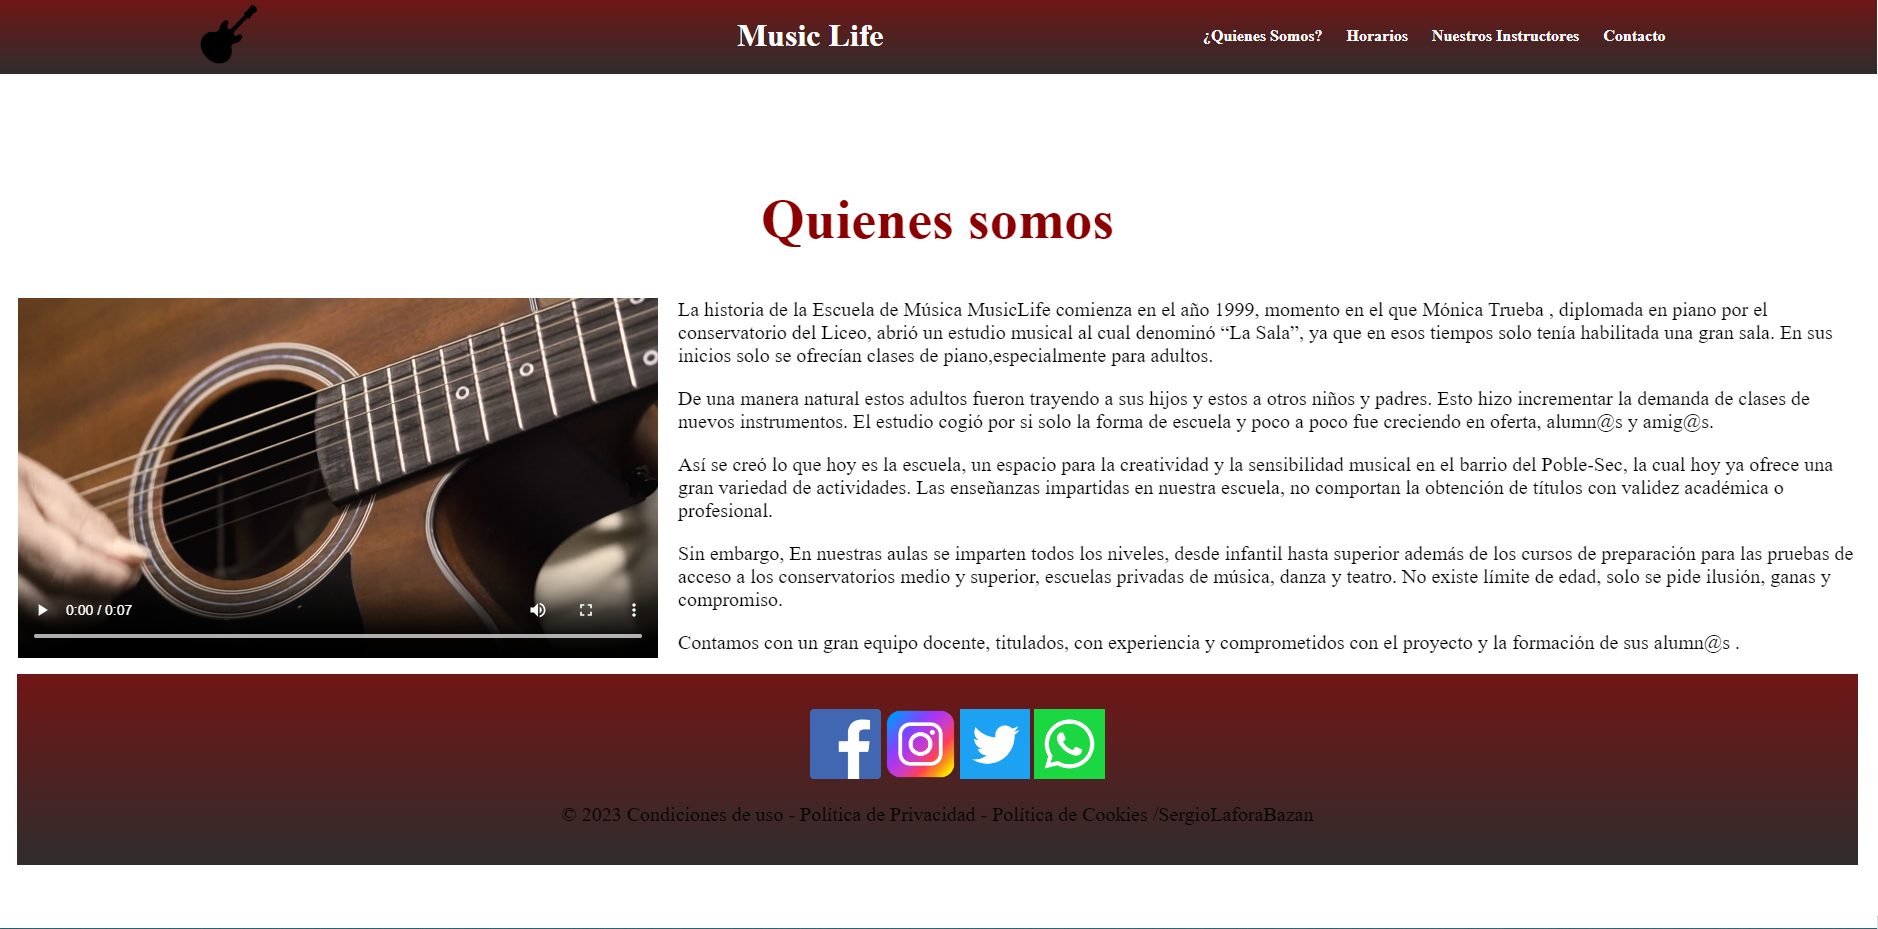 Music Life
¿Quienes Somos? Horarios Nuestros Instructores Contacto
Quienes somos
La historia de la Escuela de Música MusicLife comienza en el año 1999, momento en el que Mónica Trueba , diplomada en piano por el
conservatorio del Liceo, abrió un estudio musical al cual denominó “La Sala”, ya que en esos tiempos solo tenía habilitada una gran sala. En sus
inicios solo se ofrecían clases de piano,especialmente para adultos.
De una manera natural estos adultos fueron trayendo a sus hijos y estos a otros niños y padres. Esto hizo incrementar la demanda de clases de
nuevos instrumentos. El estudio cogió por si solo la forma de escuela y poco a poco fue creciendo en oferta, alumn@s y amig@s.
Así se creó lo que hoy es la escuela, un espacio para la creatividad y la sensibilidad musical en el barrio del Poble-Sec, la cual hoy ya ofrece una
gran variedad de actividades. Las enseñanzas impartidas en nuestra escuela, no comportan la obtención de títulos con validez académica o
profesional.
Sin embargo, En nuestras aulas se imparten todos los niveles, desde infantil hasta superior además de los cursos de preparación para las pruebas de
acceso a los conservatorios medio y superior, escuelas privadas de música, danza y teatro. No existe límite de edad, solo se pide ilusión, ganas y
compromiso.
Contamos con un gran equipo docente, titulados, con experiencia y comprometidos con el proyecto y la formación de sus alumn@s .
0:00 / 0:07
© 2023 Condiciones de uso - Política de Privacidad - Política de Cookies /SergioLaforaBazan